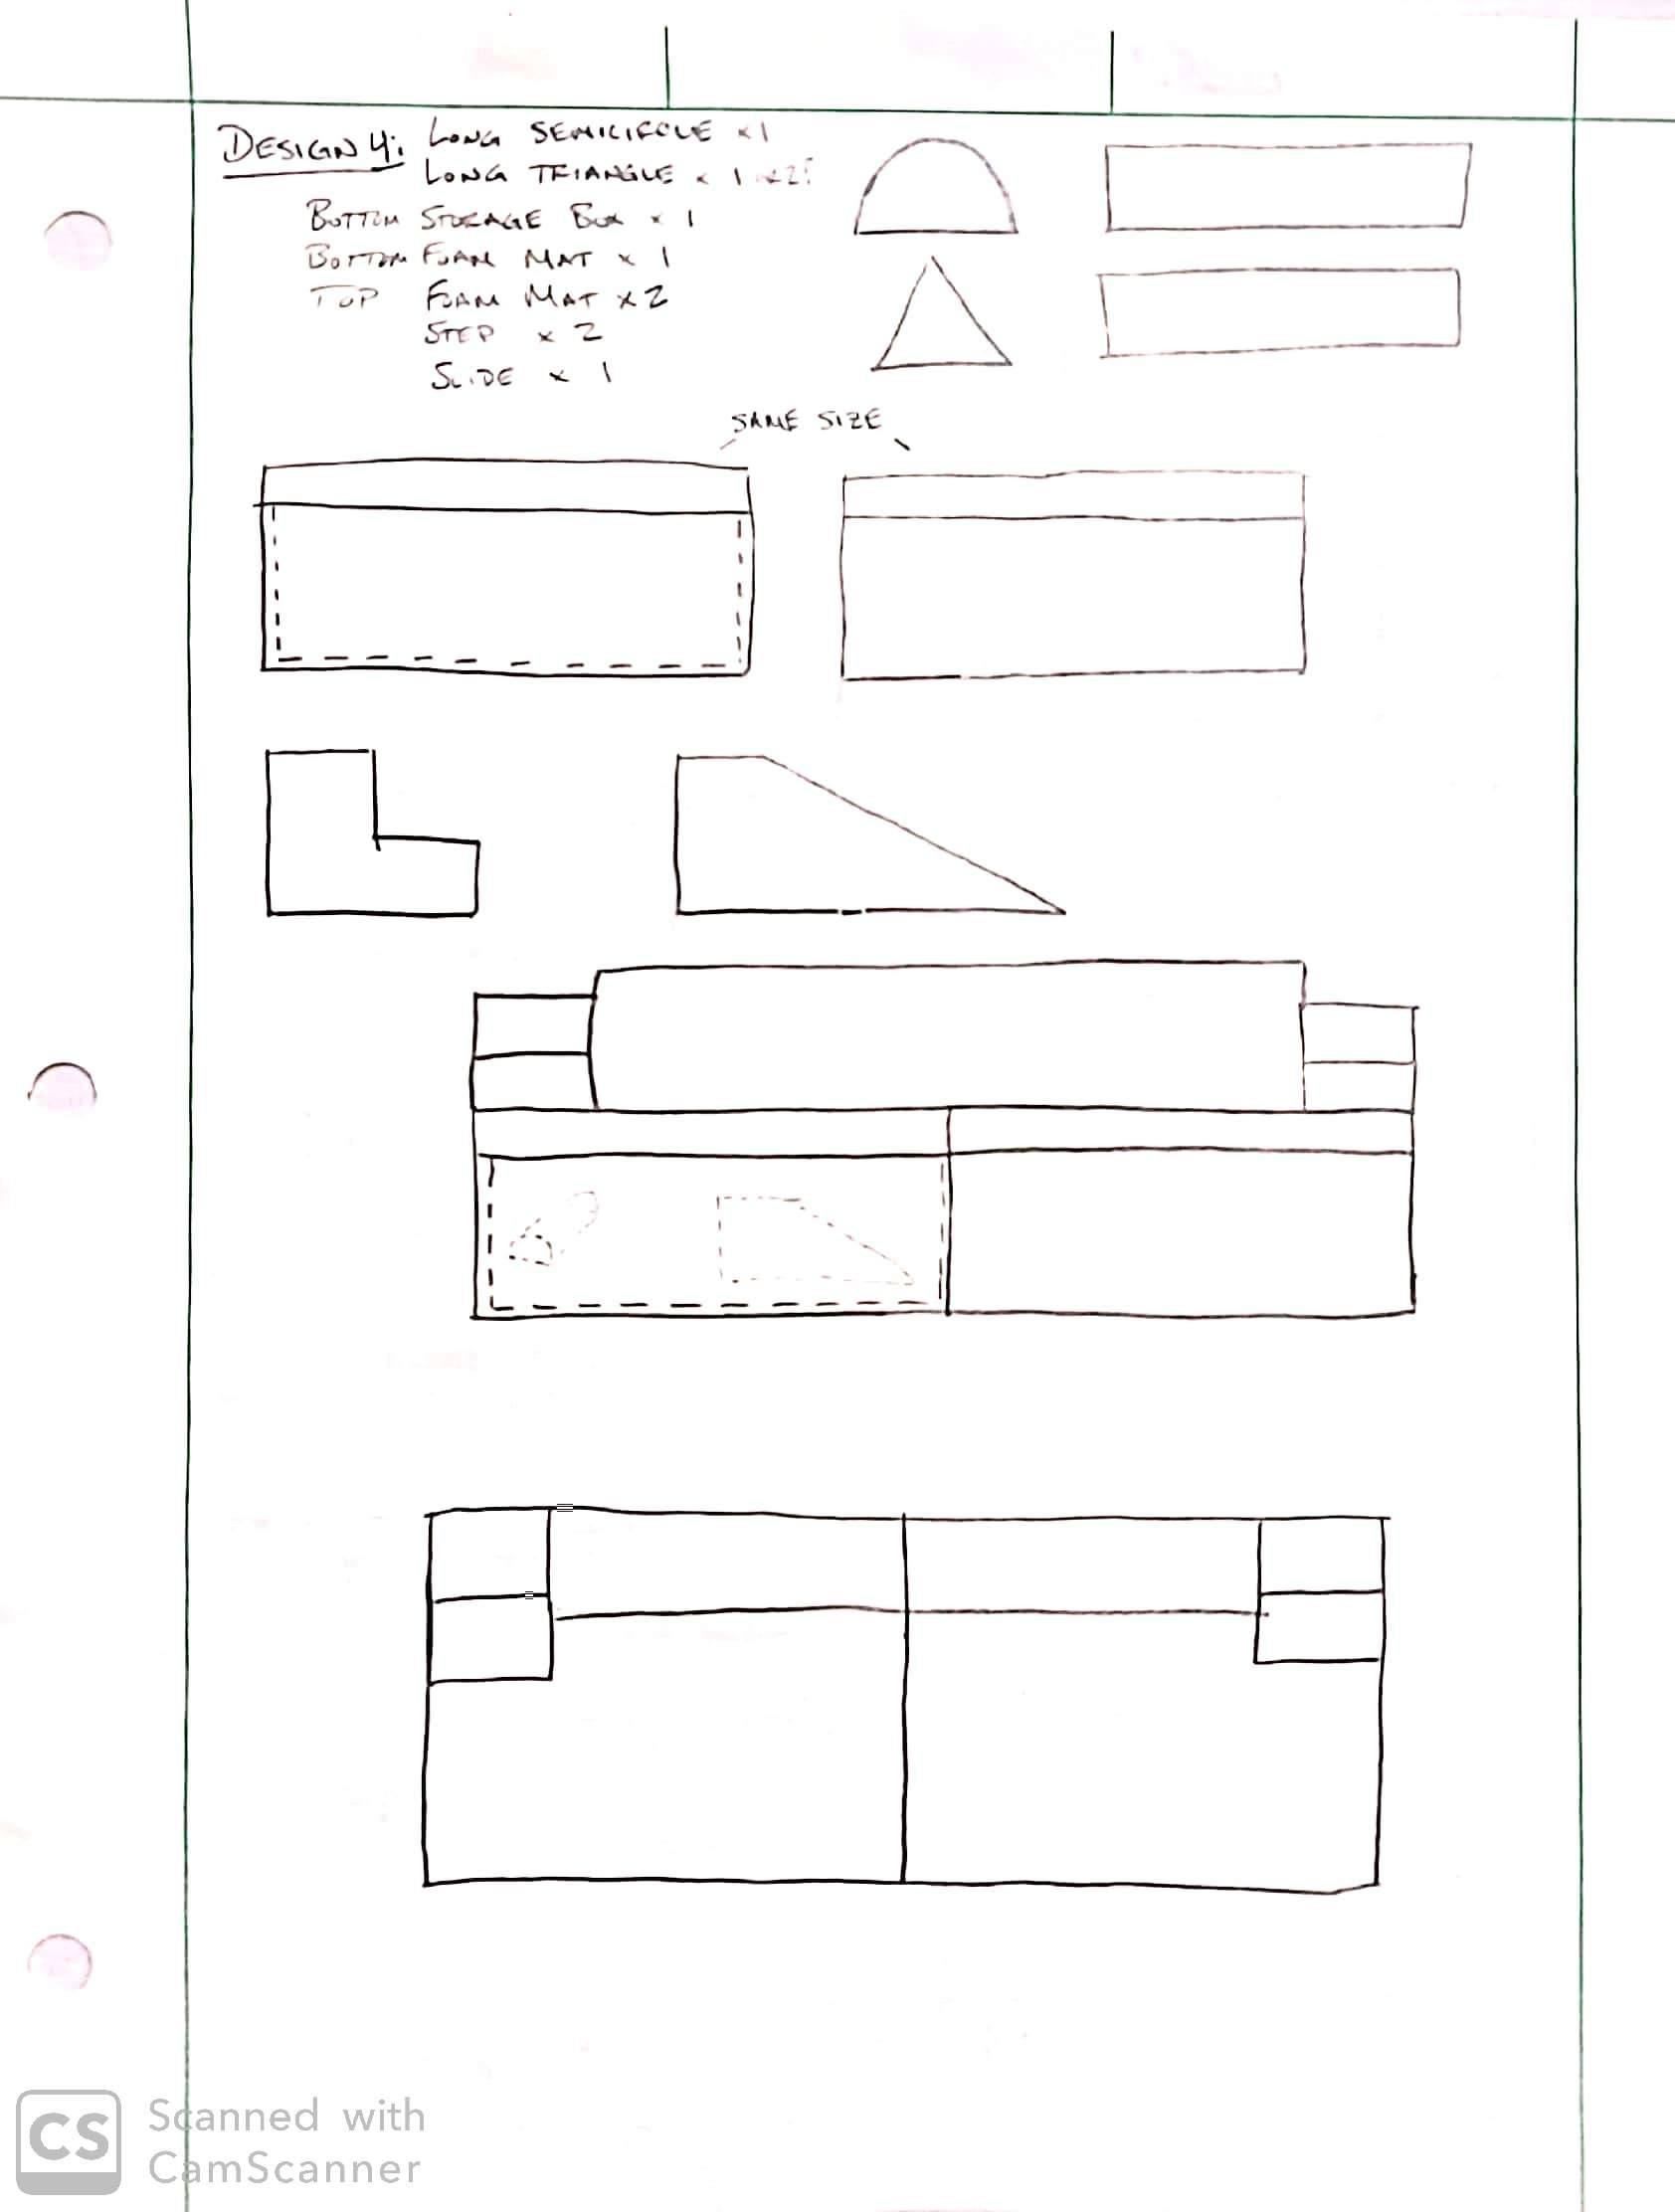 DESIGN 4: LONG SEMICIRCLE x 1
LONG TRIANGLE x 1 x2?
BOTTOM STORAGE BOX x 1
BOTTOM FOAM MAT x 1
TOP FOAM MAT x 2
STEP x 2
SLIDE x 1
SAME SIZE
CS Scanned with
CamScanner